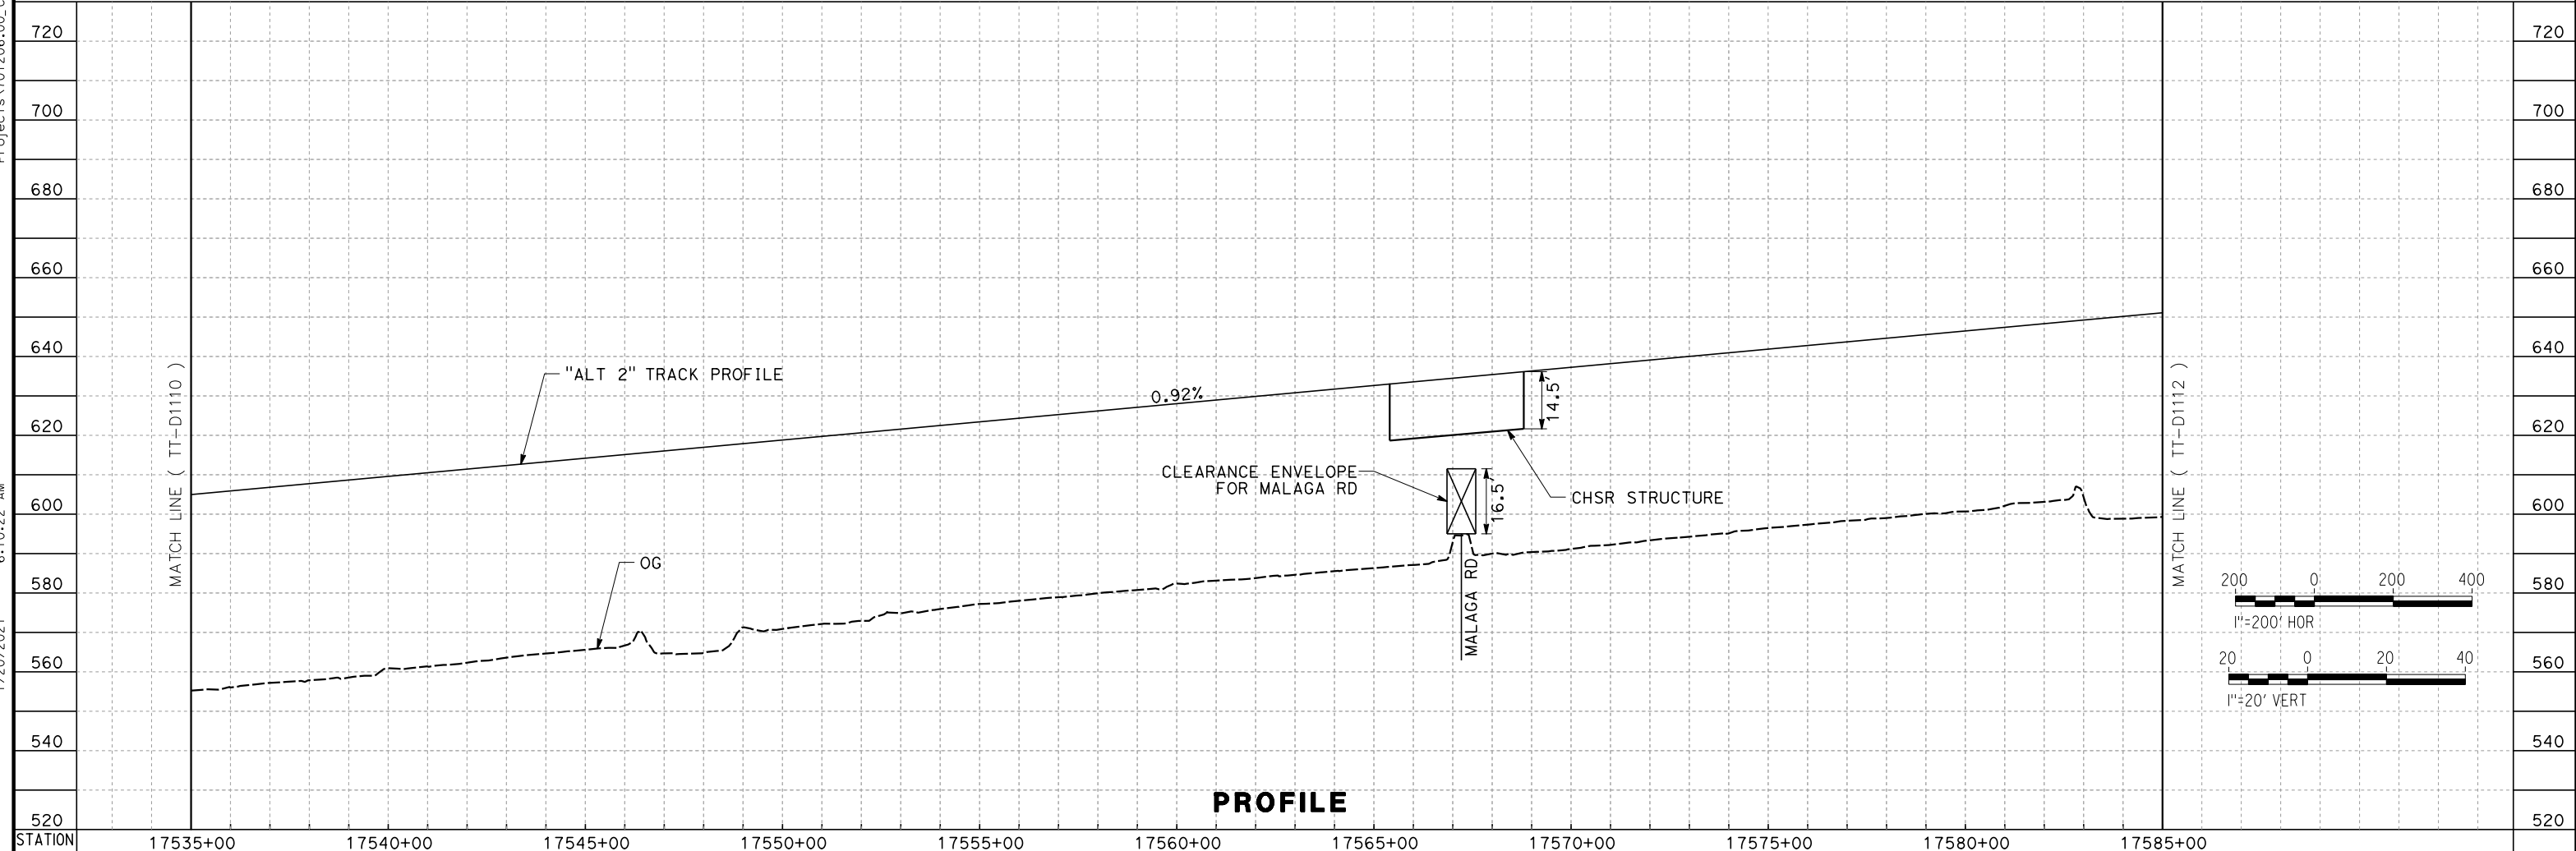 720 720
700 700
680 680
660 660
640 640
"ALT 2" TRACK PROFILE
0.92%
14.5'
620 620
MATCH LINE ( TT-D1110 )
MATCH LINE ( TT-D1112 )
CLEARANCE ENVELOPE
FOR MALAGA RD
16.5'
CHSR STRUCTURE
600 600
OG
MALAGA RD
580 580
200 0 200 400
1"=200' HOR
560 560
20 0 20 40
1"=20' VERT
540 540
PROFILE
520 520
STATION 17535+00 17540+00 17545+00 17550+00 17555+00 17560+00 17565+00 17570+00 17575+00 17580+00 17585+00